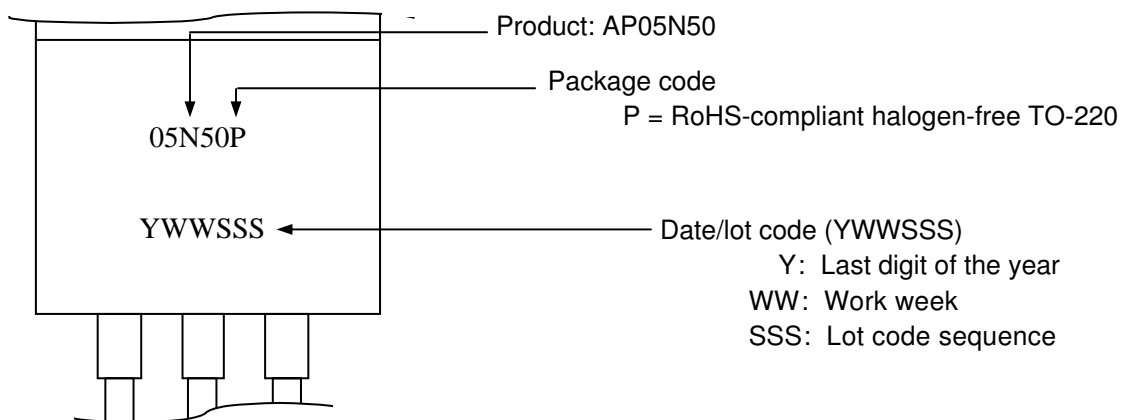 Product: AP05N50
Package code
P = RoHS-compliant halogen-free TO-220
05N50P
YWWSSS
Date/lot code (YWWSSS)
Y: Last digit of the year
WW: Work week
SSS: Lot code sequence